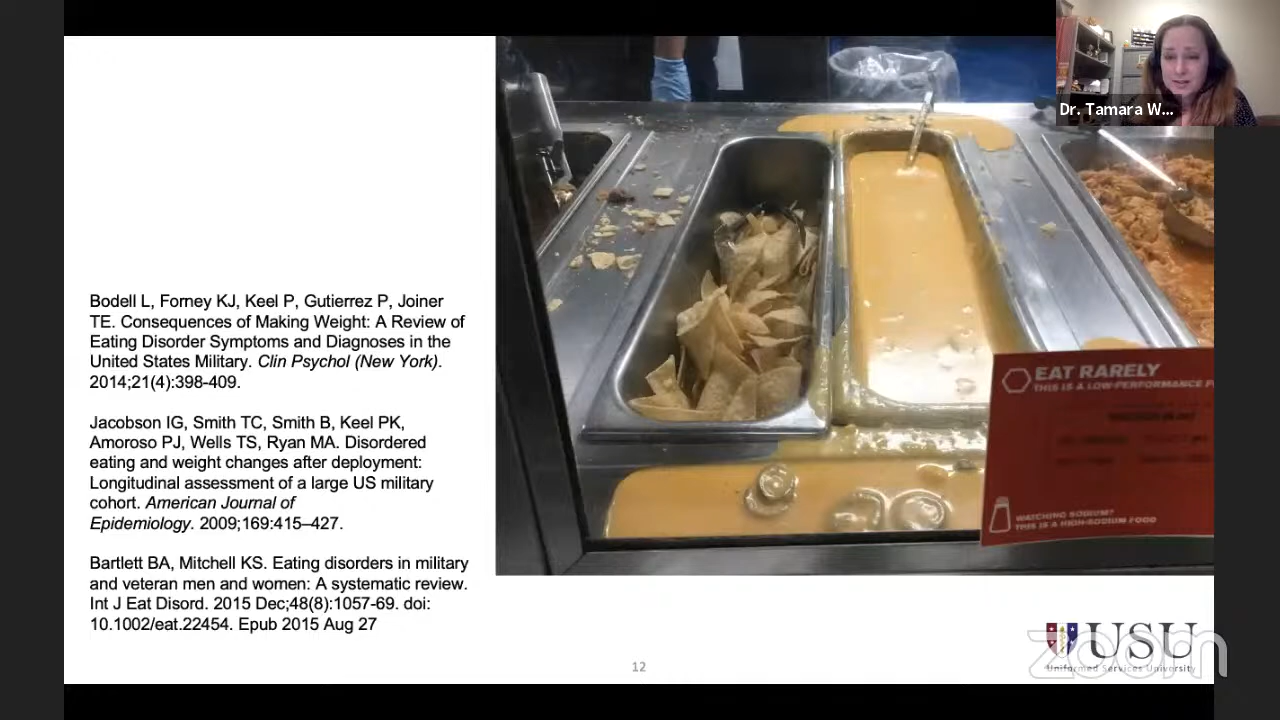 Dr. Tamara W...
Bodell L, Forney KJ, Keel P, Gutierrez P, Joiner
TE. Consequences of Making Weight: A Review of
Eating Disorder Symptoms and Diagnoses in the
United States Military. Clin Psychol (New York).
2014;21(4):398-409.
Jacobson IG, Smith TC, Smith B, Keel PK,
Amoroso PJ, Wells TS, Ryan MA. Disordered
eating and weight changes after deployment:
Longitudinal assessment of a large US military
cohort. American Journal of
Epidemiology. 2009;169:415–427.
Bartlett BA, Mitchell KS. Eating disorders in military
and veteran men and women: A systematic review.
Int J Eat Disord. 2015 Dec;48(8):1057-69. doi:
10.1002/eat.22454. Epub 2015 Aug 27
EAT RARELY
THIS IS A LOW-PERFORMANCE F
WATCHING SODIUM?
THIS IS A HIGH-SODIUM FOOD
12
USU
Uniformed Services University
zoom